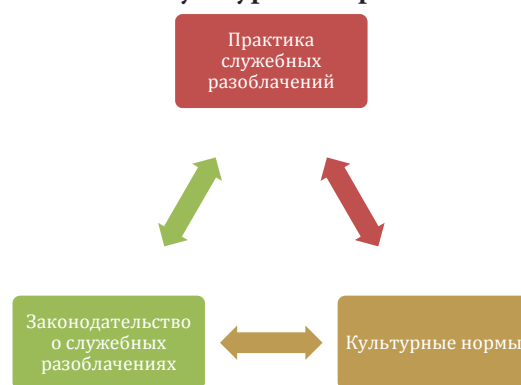 Практика
служебных
разоблачений
Законодательство
о служебных
разоблачениях
Культурные нормы